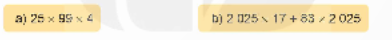 a) 25 × 99 × 4
b) 2 025 × 17 + 83 × 2 025